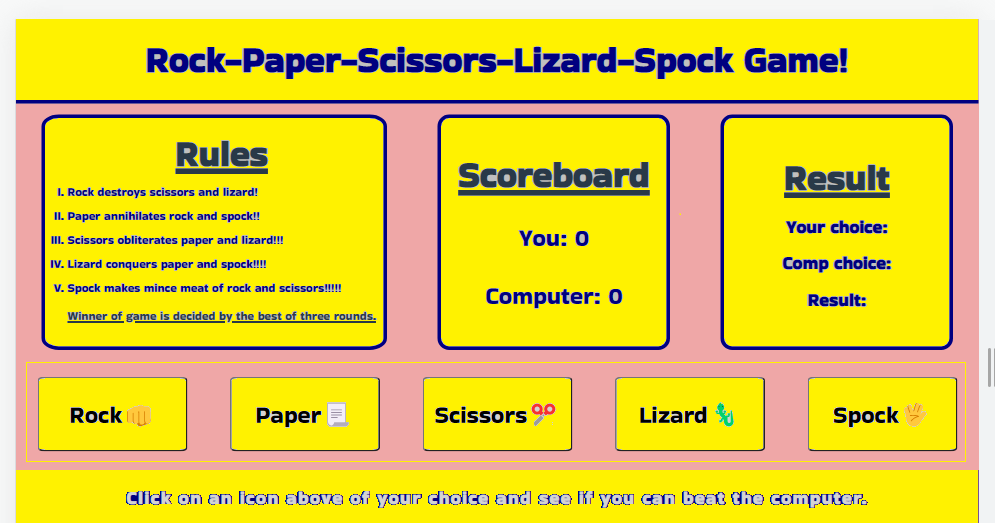 Rock-Paper-Scissors-Lizard-Spock Game!
Rules
I. Rock destroys scissors and lizard!
II. Paper annihilates rock and spock!!
III. Scissors obliterates paper and lizard!!!
IV. Lizard conquers paper and spock!!!!
V. Spock makes mince meat of rock and scissors!!!!!
Winner of game is decided by the best of three rounds.
Scoreboard
You: 0
Computer: 0
Result
Your choice:
Comp choice:
Result:
Rock
Paper
Scissors
Lizard
Spock
Click on an icon above of your choice and see if you can beat the computer.